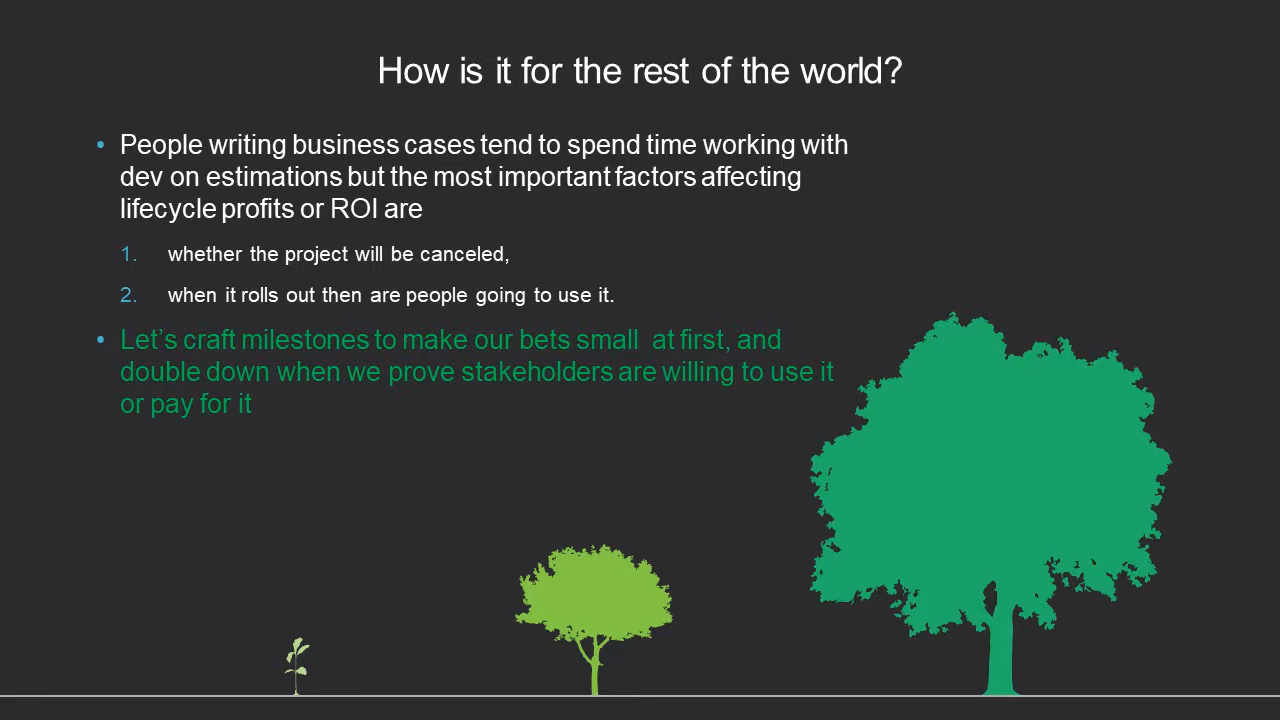 How is it for the rest of the world?
• People writing business cases tend to spend time working with
dev on estimations but the most important factors affecting
lifecycle profits or ROI are
1. whether the project will be canceled,
2. when it rolls out then are people going to use it.
• Let’s craft milestones to make our bets small  at first, and
double down when we prove stakeholders are willing to use it
or pay for it